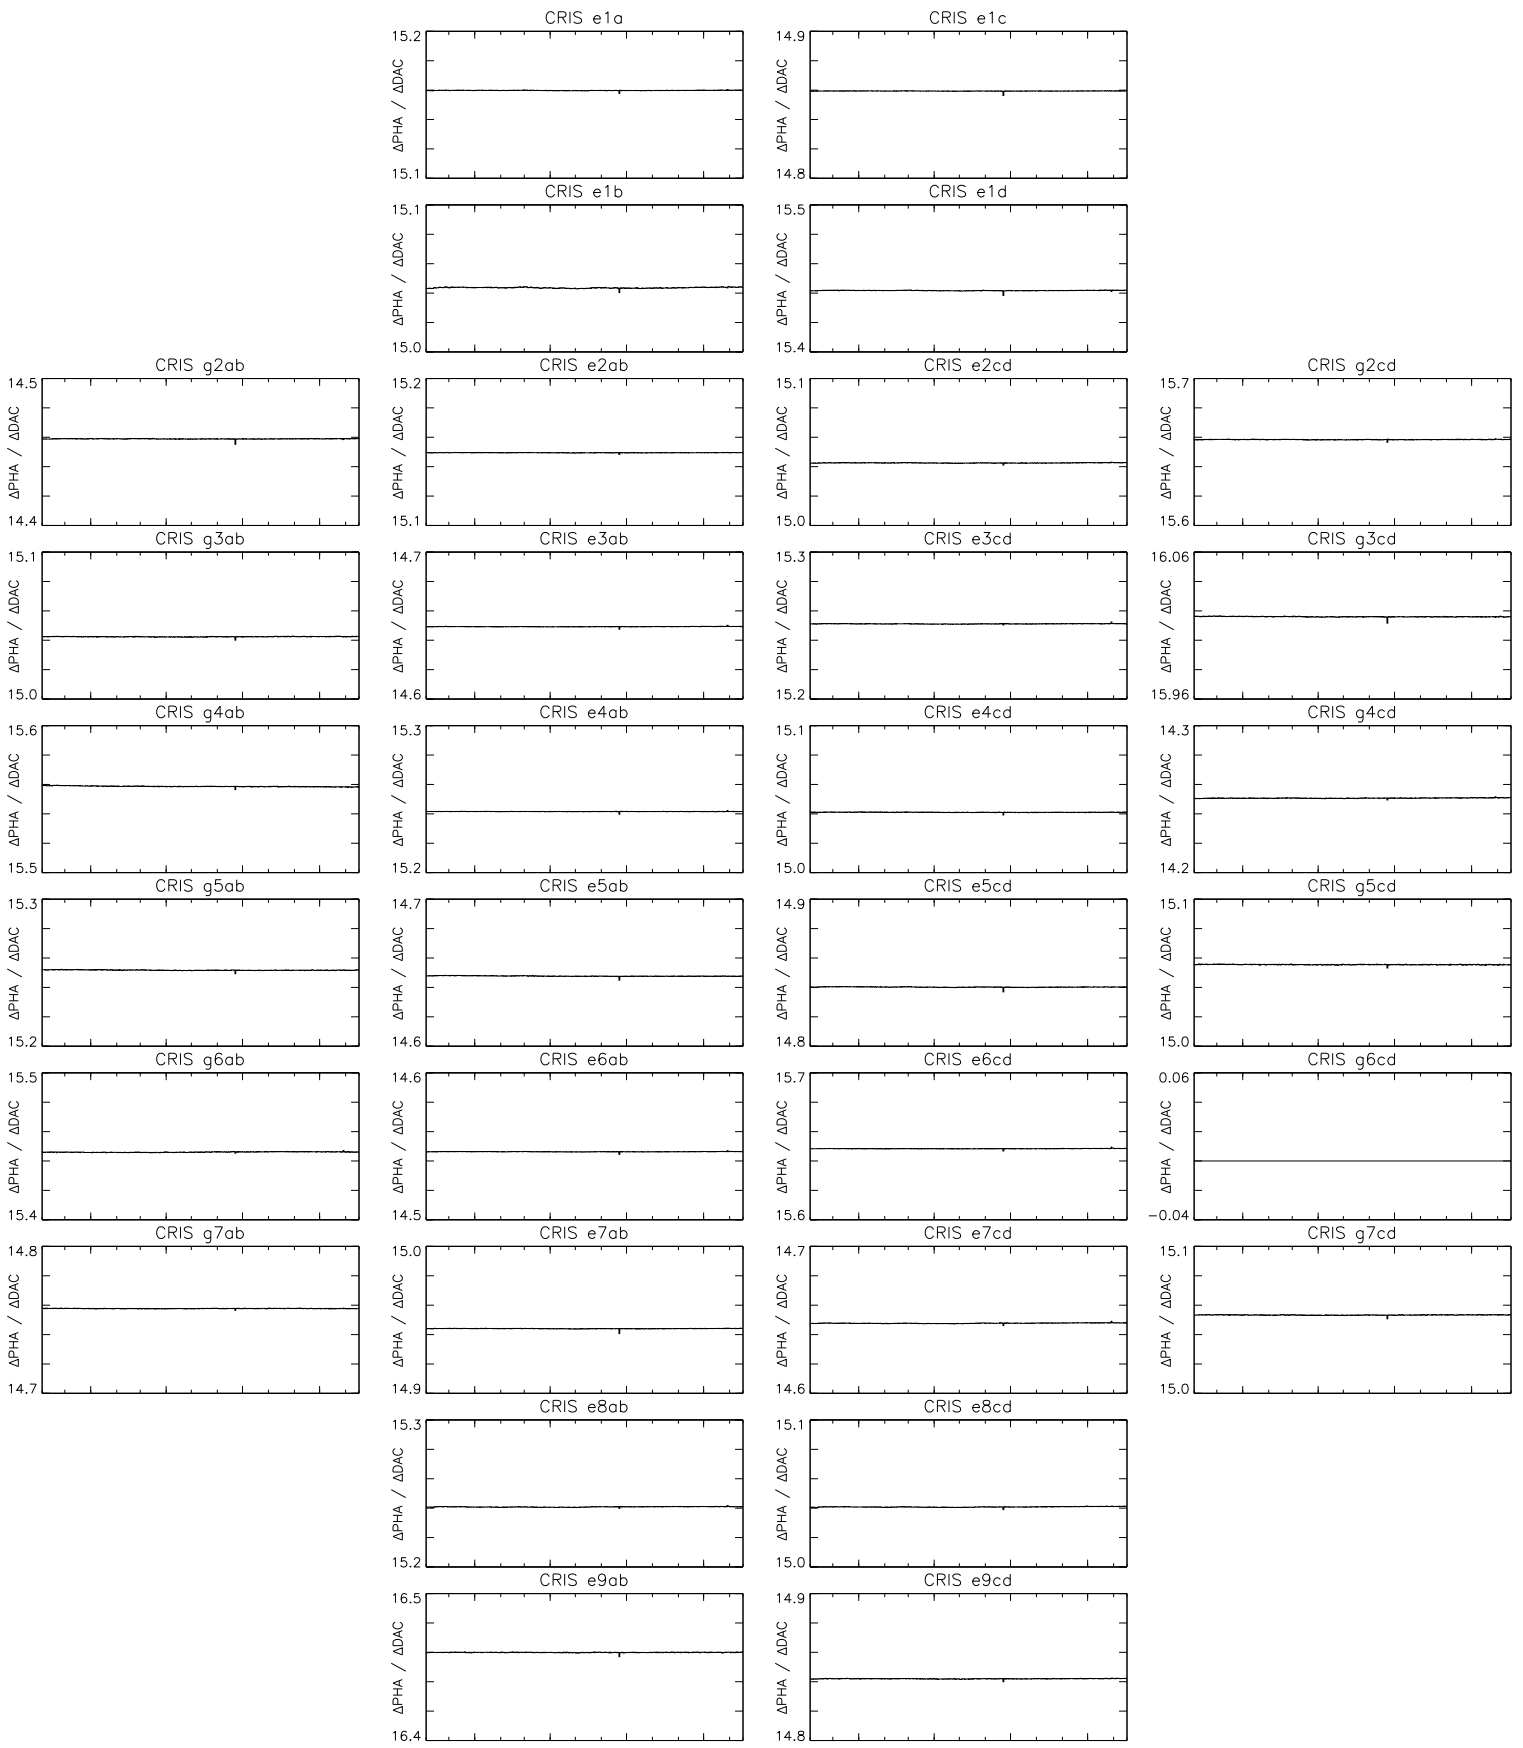 CRIS e1a
CRIS e1c
15.2
ΔPHA / ΔDAC
15.1
14.9
ΔPHA / ΔDAC
14.8
CRIS e1b
CRIS e1d
15.1
ΔPHA / ΔDAC
15.0
15.5
ΔPHA / ΔDAC
15.4
CRIS g2ab
CRIS e2ab
CRIS e2cd
CRIS g2cd
14.5
ΔPHA / ΔDAC
14.4
15.2
ΔPHA / ΔDAC
15.1
15.1
ΔPHA / ΔDAC
15.0
15.7
ΔPHA / ΔDAC
15.6
CRIS g3ab
CRIS e3ab
CRIS e3cd
CRIS g3cd
15.1
ΔPHA / ΔDAC
15.0
14.7
ΔPHA / ΔDAC
14.6
15.3
ΔPHA / ΔDAC
15.2
16.06
ΔPHA / ΔDAC
15.96
CRIS g4ab
CRIS e4ab
CRIS e4cd
CRIS g4cd
15.6
ΔPHA / ΔDAC
15.5
15.3
ΔPHA / ΔDAC
15.2
15.1
ΔPHA / ΔDAC
15.0
14.3
ΔPHA / ΔDAC
14.2
CRIS g5ab
CRIS e5ab
CRIS e5cd
CRIS g5cd
15.3
ΔPHA / ΔDAC
15.2
14.7
ΔPHA / ΔDAC
14.6
14.9
ΔPHA / ΔDAC
14.8
15.1
ΔPHA / ΔDAC
15.0
CRIS g6ab
CRIS e6ab
CRIS e6cd
CRIS g6cd
15.5
ΔPHA / ΔDAC
15.4
14.6
ΔPHA / ΔDAC
14.5
15.7
ΔPHA / ΔDAC
15.6
0.06
ΔPHA / ΔDAC
−0.04
CRIS g7ab
CRIS e7ab
CRIS e7cd
CRIS g7cd
14.8
ΔPHA / ΔDAC
14.7
15.0
ΔPHA / ΔDAC
14.9
14.7
ΔPHA / ΔDAC
14.6
15.1
ΔPHA / ΔDAC
15.0
CRIS e8ab
CRIS e8cd
15.3
ΔPHA / ΔDAC
15.2
15.1
ΔPHA / ΔDAC
15.0
CRIS e9ab
CRIS e9cd
16.5
ΔPHA / ΔDAC
16.4
14.9
ΔPHA / ΔDAC
14.8